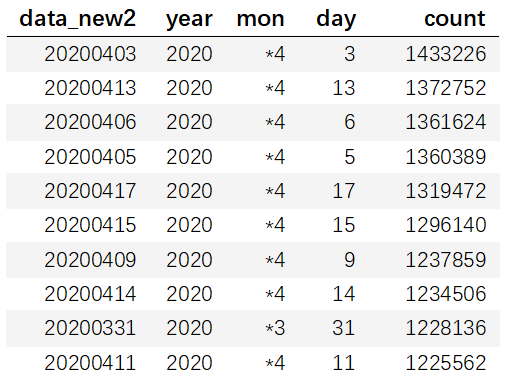 data_new2 year mon day count
20200403 2020 *4 3 1433226
20200413 2020 *4 13 1372752
20200406 2020 *4 6 1361624
20200405 2020 *4 5 1360389
20200417 2020 *4 17 1319472
20200415 2020 *4 15 1296140
20200409 2020 *4 9 1237859
20200414 2020 *4 14 1234506
20200331 2020 *3 31 1228136
20200411 2020 *4 11 1225562